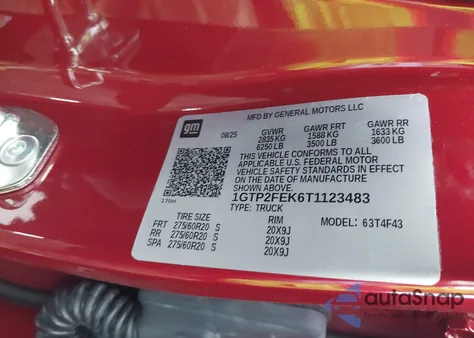 MFD BY GENERAL MOTORS LLC
gm
08/25 GVWR GAWR FRT GAWR RR
2835 KG 1588 KG 1633 KG
6250 LB 3500 LB 3600 LB
THIS VEHICLE CONFORMS TO ALL
APPLICABLE U.S. FEDERAL MOTOR
VEHICLE SAFETY STANDARDS IN EFFECT
ON THE DATE OF MANUFACTURE SHOWN
ABOVE.
1GTP2FEK6T1123483
TYPE: TRUCK
TIRE SIZE RIM MODEL: 63T4F43
FRT 275/60R20 S 20X9J
RR 275/60R20 S 20X9J
SPA 275/60R20 S 20X9J
autoSnap